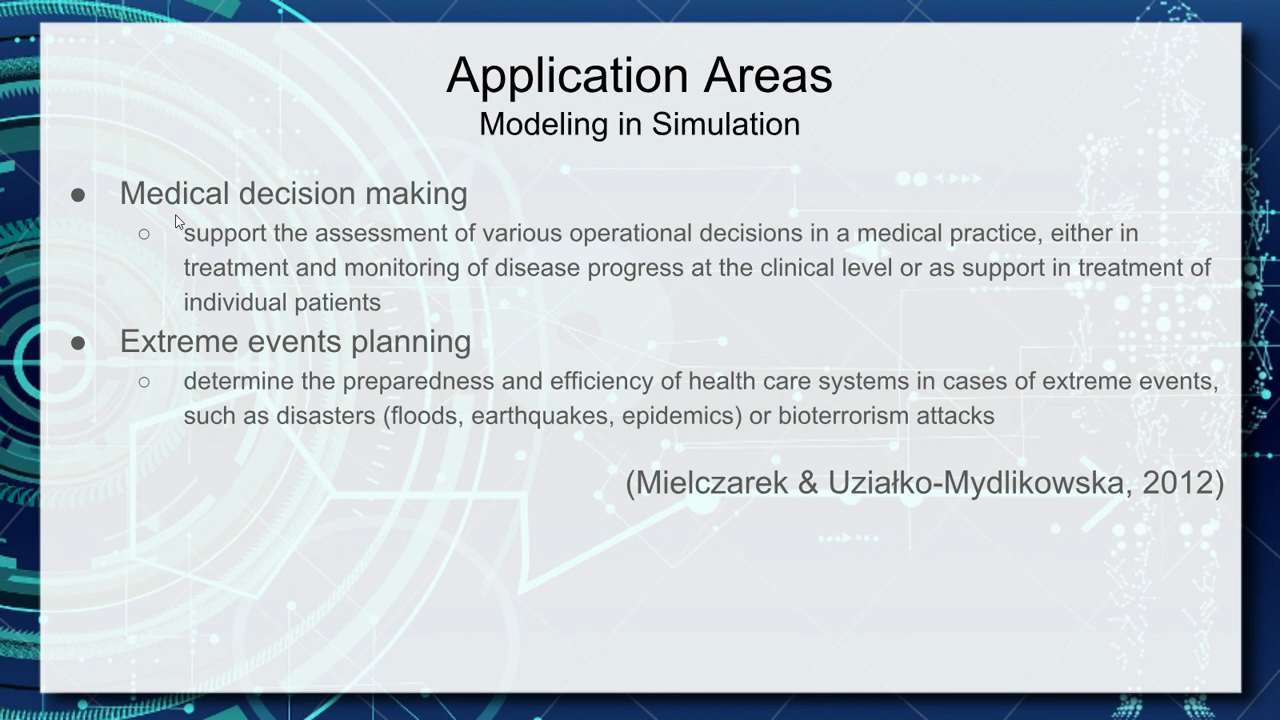 Application Areas
Modeling in Simulation
● Medical decision making
○ support the assessment of various operational decisions in a medical practice, either in
treatment and monitoring of disease progress at the clinical level or as support in treatment of
individual patients
● Extreme events planning
○ determine the preparedness and efficiency of health care systems in cases of extreme events,
such as disasters (floods, earthquakes, epidemics) or bioterrorism attacks
(Mielczarek & Uziałko-Mydlikowska, 2012)